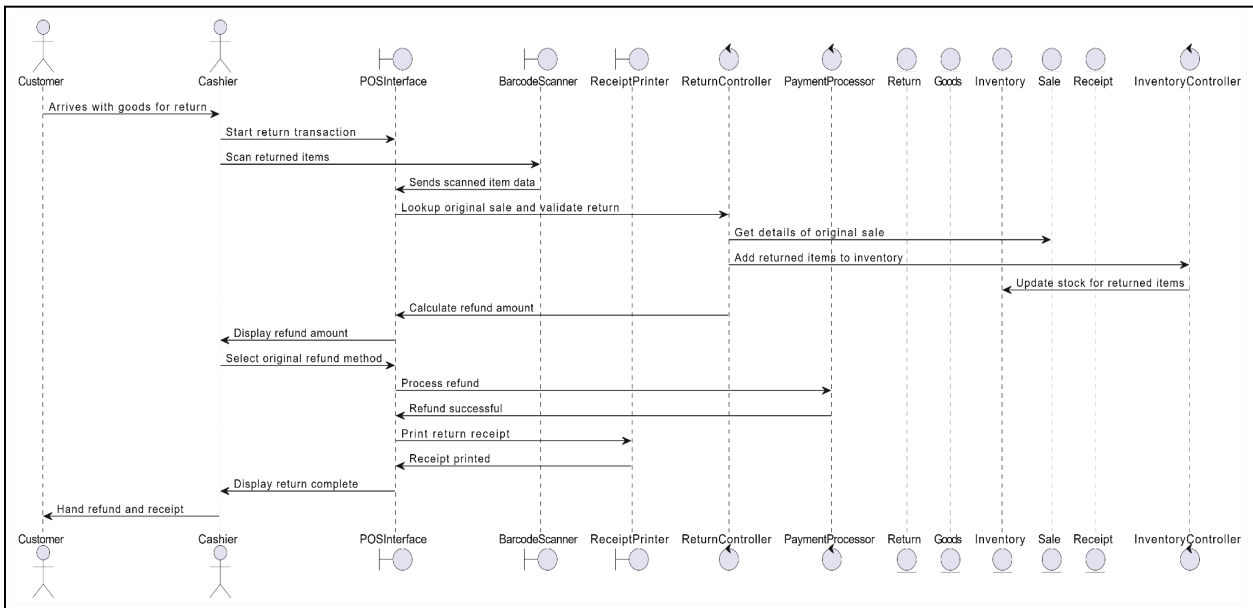 Customer
Cashier
POSInterface
BarcodeScanner
ReceiptPrinter
ReturnController
PaymentProcessor
Return
Goods
Inventory
Sale
Receipt
InventoryController
Arrives with goods for return
Start return transaction
Scan returned items
Sends scanned item data
Lookup original sale and validate return
Get details of original sale
Add returned items to inventory
Update stock for returned items
Calculate refund amount
Display refund amount
Select original refund method
Process refund
Refund successful
Print return receipt
Receipt printed
Display return complete
Hand refund and receipt
Customer
Cashier
POSInterface
BarcodeScanner
ReceiptPrinter
ReturnController
PaymentProcessor
Return
Goods
Inventory
Sale
Receipt
InventoryController